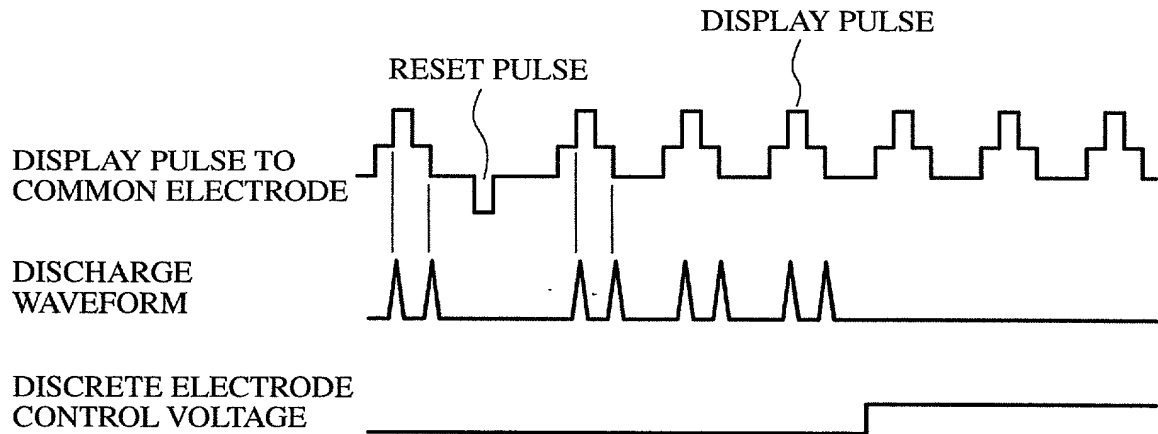 DISPLAY PULSE
RESET PULSE
DISPLAY PULSE TO
COMMON ELECTRODE
DISCHARGE
WAVEFORM
DISCRETE ELECTRODE
CONTROL VOLTAGE